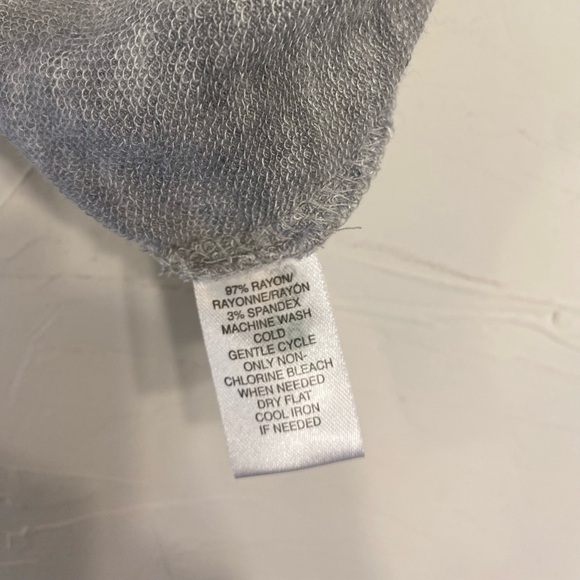 97% RAYON/
RAYONNE/RAYÓN
3% SPANDEX
MACHINE WASH
COLD
GENTLE CYCLE
ONLY NON-
CHLORINE BLEACH
WHEN NEEDED
DRY FLAT
COOL IRON
IF NEEDED